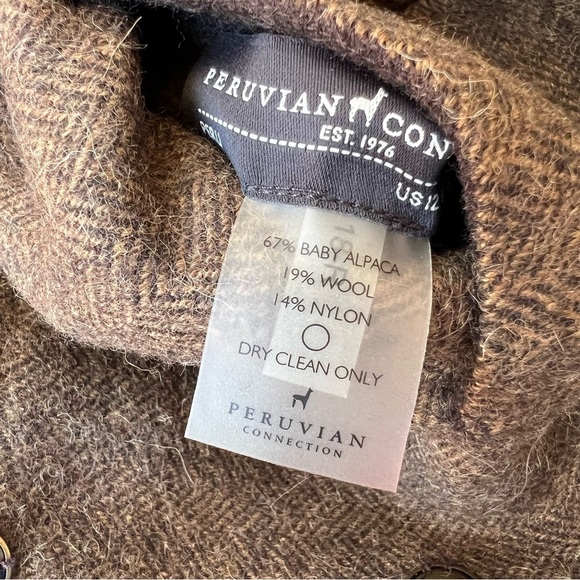 PERUVIAN CON
EST. 1976
US 12
67% BABY ALPACA
19% WOOL
14% NYLON
DRY CLEAN ONLY
PERUVIAN
CONNECTION